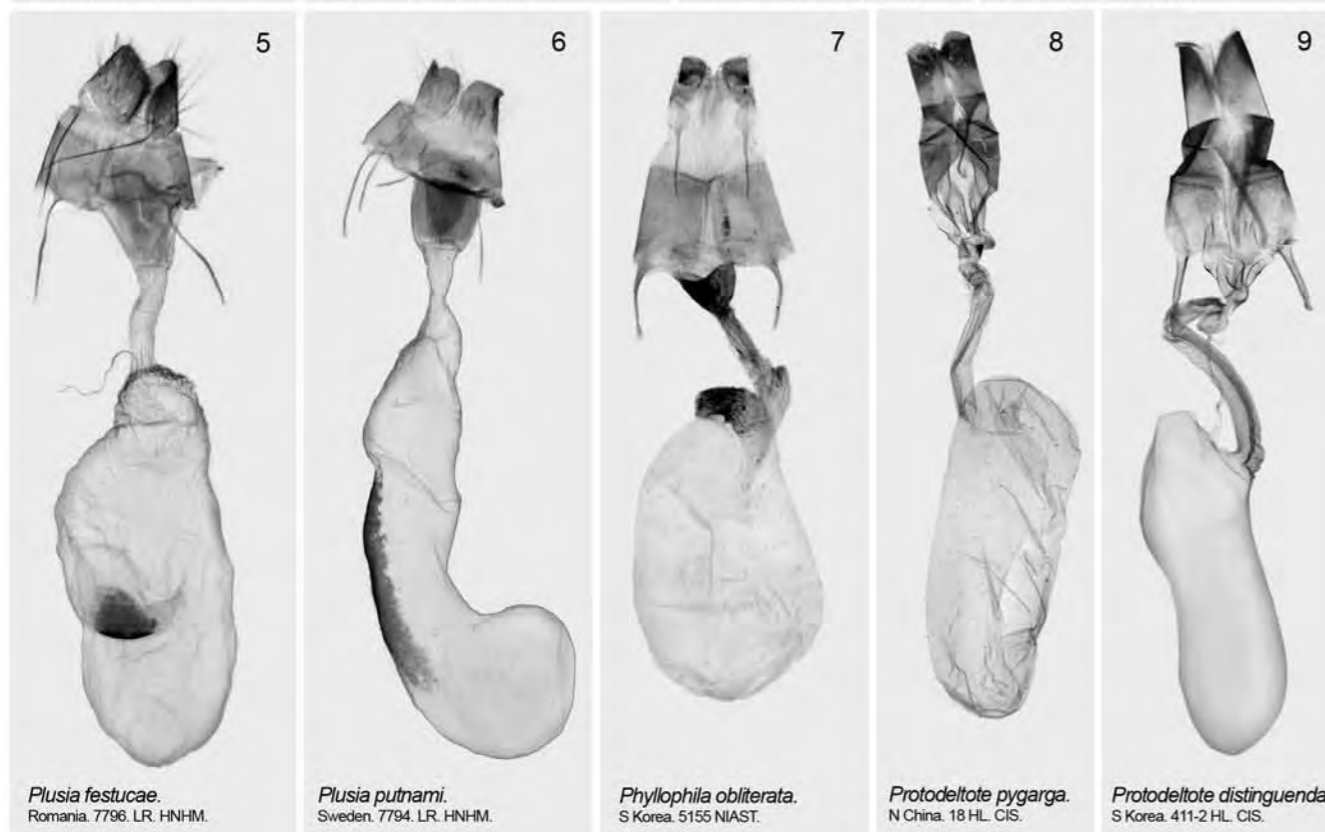 5
6
7
8
9
Plusia festucae.
Romania. 7796. LR. HNHM.
Plusia putnami.
Sweden. 7794. LR. HNHM.
Phyllophila obliterata.
S Korea. 5155 NIAST.
Protodeltote pygarga.
N China. 18 HL. CIS.
Protodeltote distinguenda
S Korea. 411-2 HL. CIS.